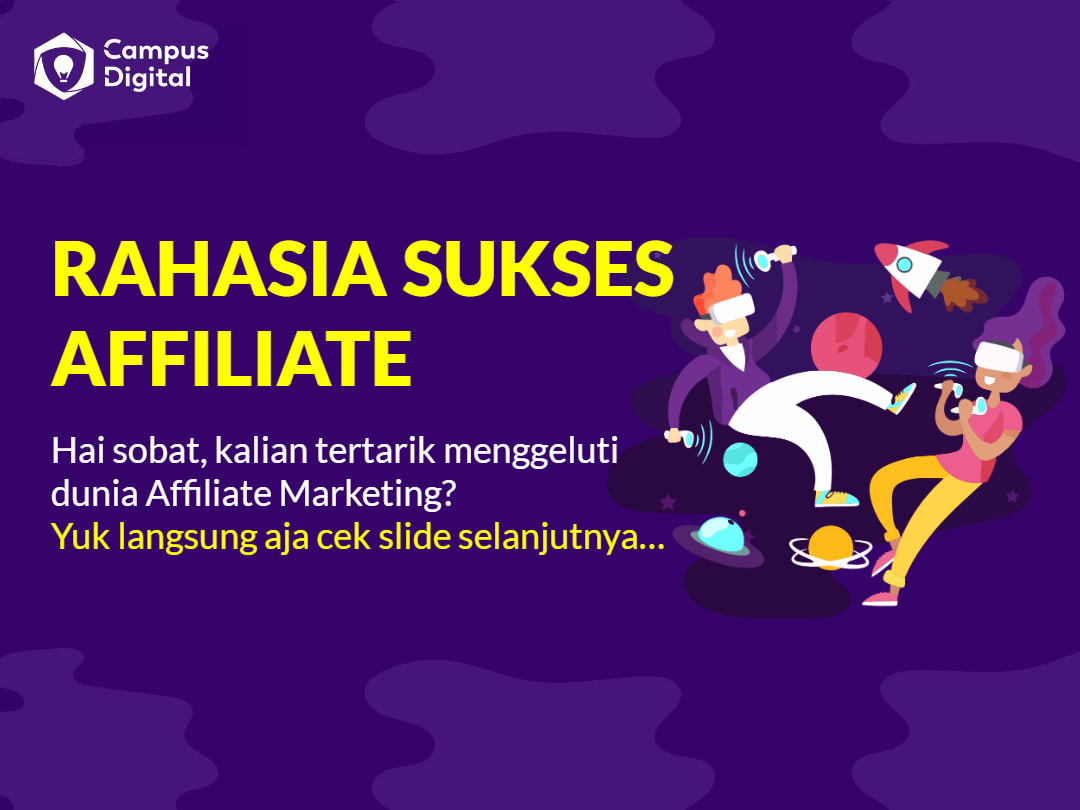 Campus
Digital
RAHASIA SUKSES
AFFILIATE
Hai sobat, kalian tertarik menggeluti
dunia Affiliate Marketing?
Yuk langsung aja cek slide selanjutnya...